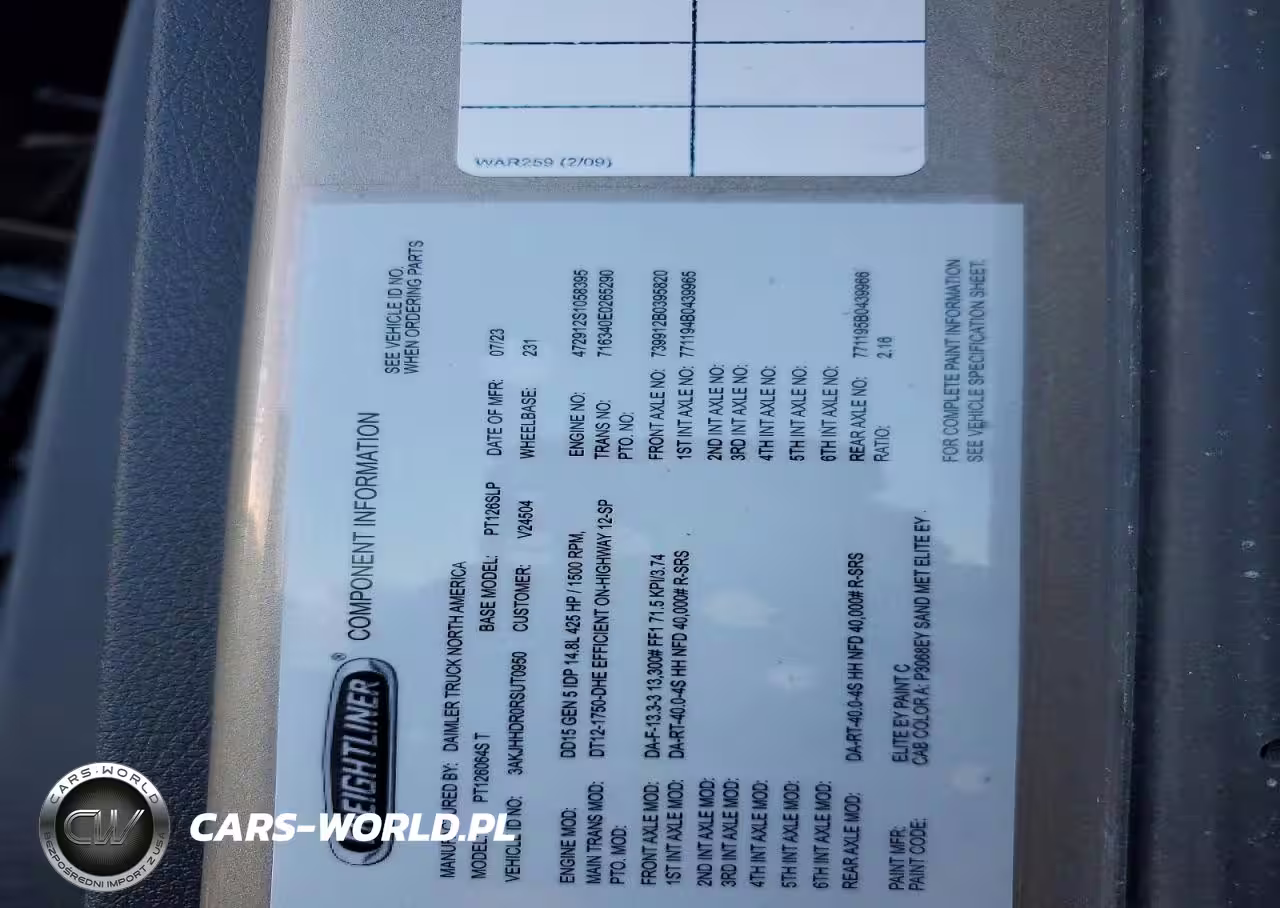 WAR259 (2/09)
FREIGHTLINER® COMPONENT INFORMATION
SEE VEHICLE ID NO.
WHEN ORDERING PARTS
MANUFACTURED BY: DAIMLER TRUCK NORTH AMERICA
MODEL: PT126064S T BASE MODEL: PT126SLP DATE OF MFR: 07/23
VEHICLE ID NO: 3AKJHHDR0RSUT0950 CUSTOMER: V24504 WHEELBASE: 231
ENGINE MOD: DD15 GEN 5 IDP 14.8L 425 HP / 1500 RPM, ENGINE NO: 472912S1058395
MAIN TRANS MOD: DT12-1750-DHE EFFICIENT ON-HIGHWAY 12-SP TRANS NO: 716340E0265290
PTO. MOD: PTO. NO:
FRONT AXLE MOD: DA-F-13.3-3 13,300# FF1 71.5 KPI/3.74 FRONT AXLE NO: 739912B0395820
1ST INT AXLE MOD: DA-RT-40.0-4S HH NFD 40,000# R-SRS 1ST INT AXLE NO: 771194B0439965
2ND INT AXLE MOD: 2ND INT AXLE NO:
3RD INT AXLE MOD: 3RD INT AXLE NO:
4TH INT AXLE MOD: 4TH INT AXLE NO:
5TH INT AXLE MOD: 5TH INT AXLE NO:
6TH INT AXLE MOD: 6TH INT AXLE NO:
REAR AXLE MOD: DA-RT-40.0-4S HH NFD 40,000# R-SRS REAR AXLE NO: 771195B0439966
RATIO: 2.16
PAINT MFR: ELITE EY PAINT C
PAINT CODE: CAB COLOR A: P3068EY SAND MET ELITE EY
FOR COMPLETE PAINT INFORMATION
SEE VEHICLE SPECIFICATION SHEET.
CARS-WORLD
CW
BEZPOŚREDNI IMPORT Z USA
CARS-WORLD.PL